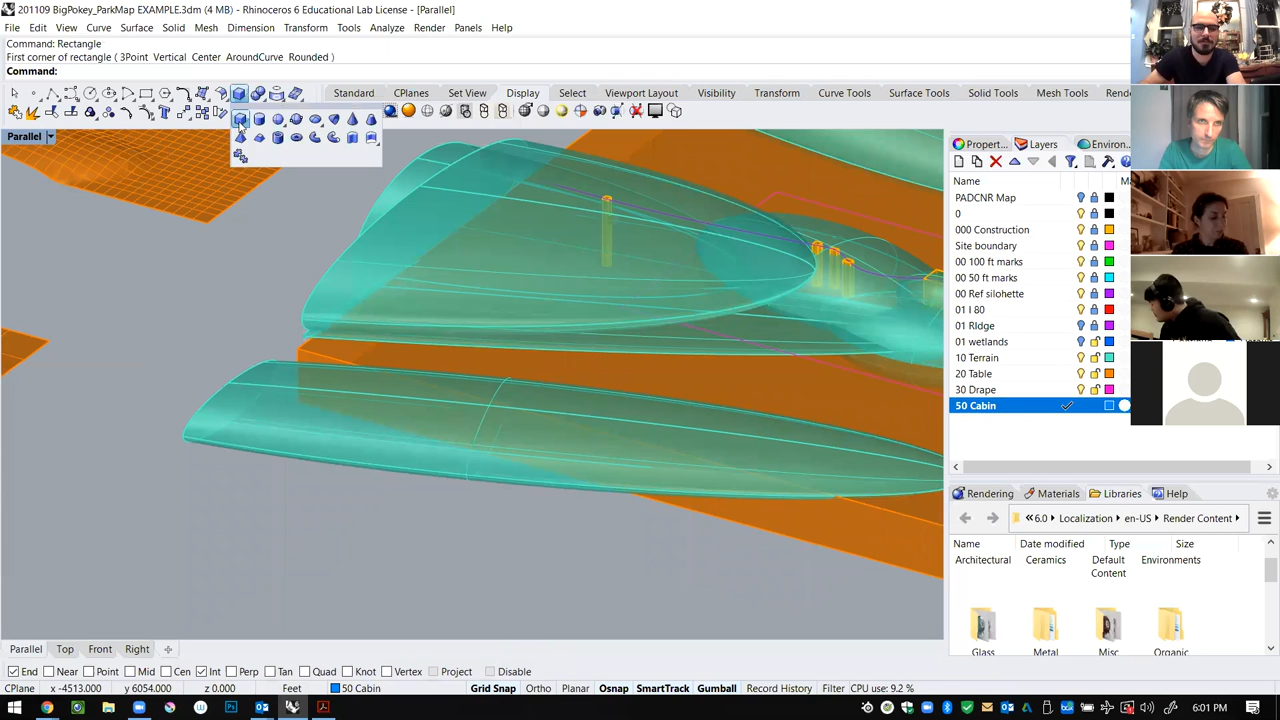 201109 BigPokey_ParkMap EXAMPLE.3dm (4 MB) - Rhinoceros 6 Educational Lab License - [Parallel]
File Edit View Curve Surface Solid Mesh Dimension Transform Tools Analyze Render Panels Help
Command: Rectangle
First corner of rectangle ( 3Point Vertical Center AroundCurve Rounded )
Command:
Standard CPlanes Set View Display Select Viewport Layout Visibility Transform Curve Tools Surface Tools Solid Tools Mesh Tools
Parallel
Propert... Layers Environ...
Name Ma
PADCNR Map
0
000 Construction
Site boundary
00 100 ft marks
00 50 ft marks
00 Ref silohette
01 I 80
01 RIdge
01 wetlands
10 Terrain
20 Table
30 Drape
50 Cabin
Rendering Materials Libraries Help
6.0 Localization en-US Render Content
Name Date modified Type Size
Architectural Ceramics Default Content Environments
Glass Metal Misc Organic
Parallel Top Front Right
End Near Point Mid Cen Int Perp Tan Quad Knot Vertex Project Disable
CPlane x -4513.000 y 6054.000 z 0.000 Feet 50 Cabin Grid Snap Ortho Planar Osnap SmartTrack Gumball Record History Filter CPU use: 9.2 %
6:01 PM